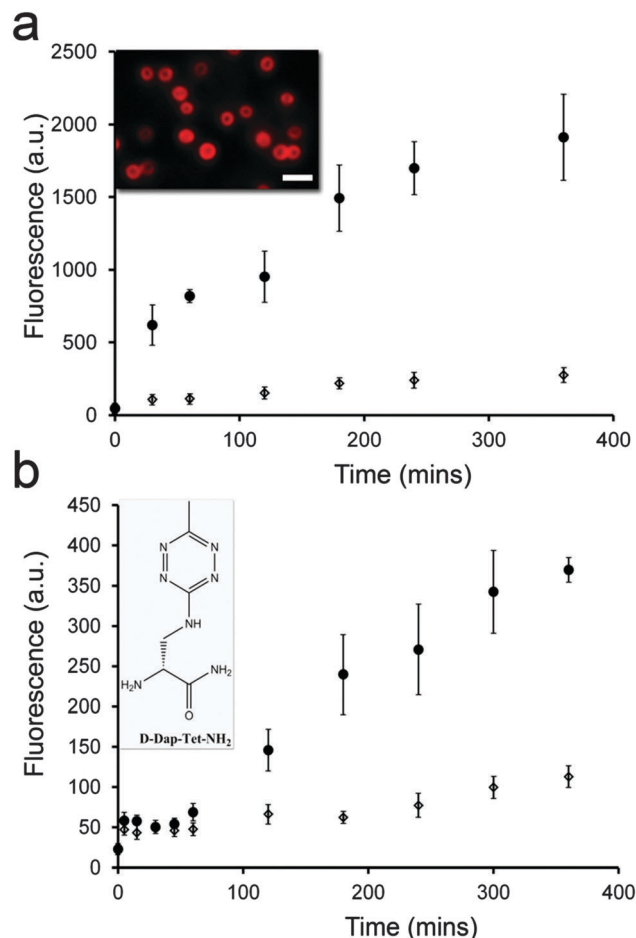 a
2500
2000
1500
1000
500
0
Fluorescence (a.u.)
0 100 200 300 400
Time (mins)
b
450
400
350
300
250
200
150
100
50
0
Fluorescence (a.u.)
N N
N N
NH
NH₂
H₂N
O
D-Dap-Tet-NH₂
0 100 200 300 400
Time (mins)